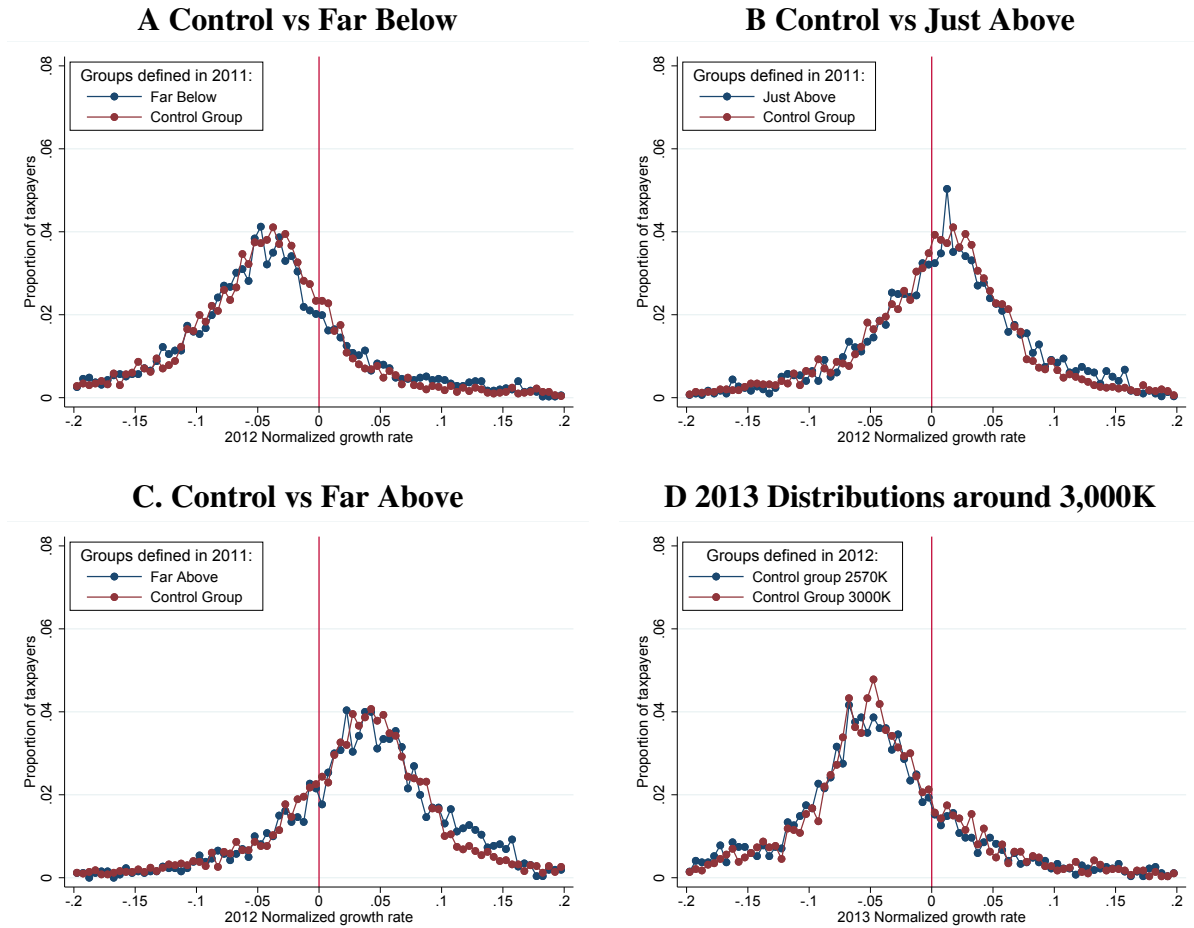 A Control vs Far Below
Groups defined in 2011:
Far Below
Control Group
Proportion of taxpayers
0 .02 .04 .06 .08
-.2 -.15 -.1 -.05 0 .05 .1 .15 .2
2012 Normalized growth rate
B Control vs Just Above
Groups defined in 2011:
Just Above
Control Group
Proportion of taxpayers
0 .02 .04 .06 .08
-.2 -.15 -.1 -.05 0 .05 .1 .15 .2
2012 Normalized growth rate
C. Control vs Far Above
Groups defined in 2011:
Far Above
Control Group
Proportion of taxpayers
0 .02 .04 .06 .08
-.2 -.15 -.1 -.05 0 .05 .1 .15 .2
2012 Normalized growth rate
D 2013 Distributions around 3,000K
Groups defined in 2012:
Control group 2570K
Control Group 3000K
Proportion of taxpayers
0 .02 .04 .06 .08
-.2 -.15 -.1 -.05 0 .05 .1 .15 .2
2013 Normalized growth rate